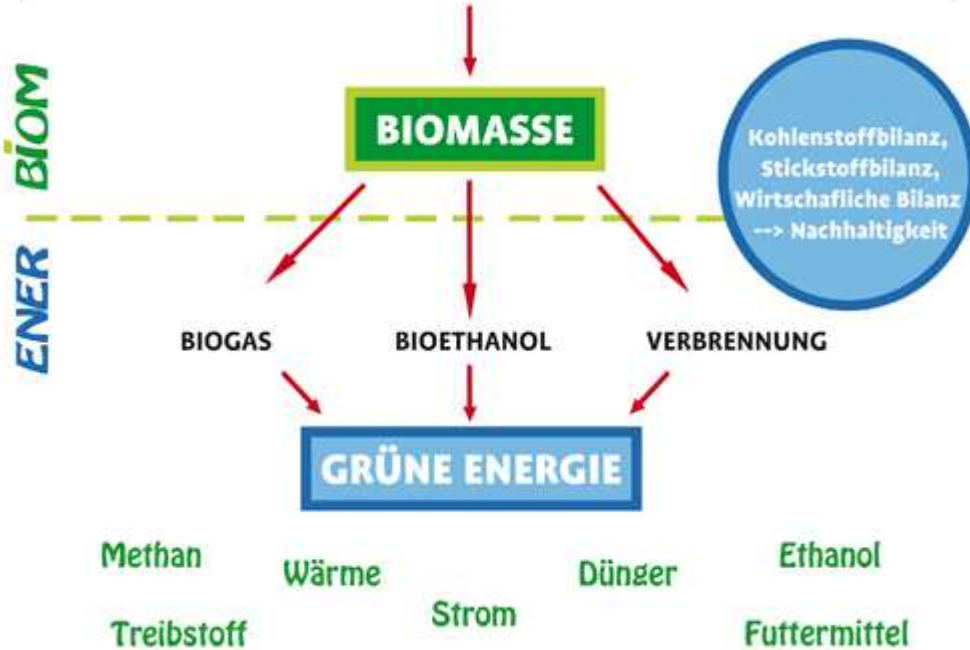 BIOM
BIOMASSE
Kohlenstoffbilanz,
Stickstoffbilanz,
Wirtschafliche Bilanz
--> Nachhaltigkeit
ENER
BIOGAS BIOETHANOL VERBRENNUNG
GRÜNE ENERGIE
Methan Wärme Dünger Ethanol
Treibstoff Strom Futtermittel